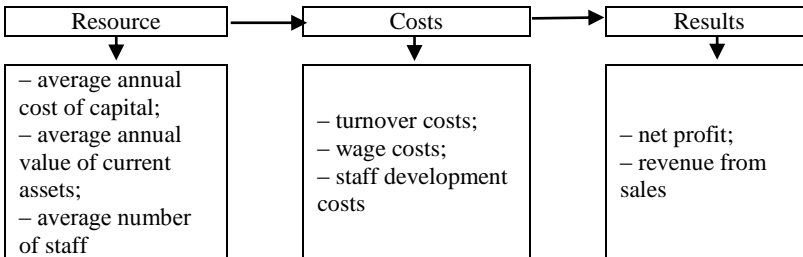 Resource
Costs
Results
– average annual
cost of capital;
– average annual
value of current
assets;
– average number
of staff
– turnover costs;
– wage costs;
– staff development
costs
– net profit;
– revenue from
sales